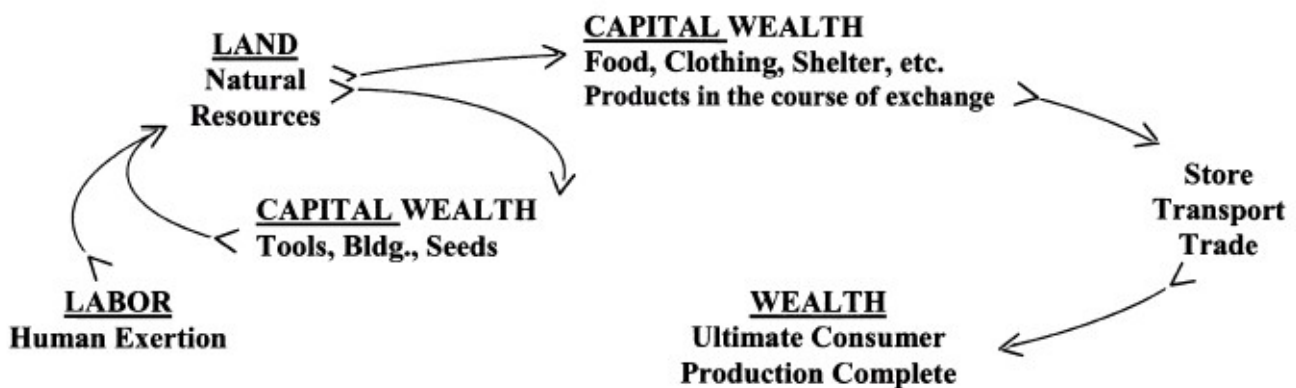 LAND
Natural
Resources
CAPITAL WEALTH
Food, Clothing, Shelter, etc.
Products in the course of exchange
CAPITAL WEALTH
Tools, Bldg., Seeds
LABOR
Human Exertion
Store
Transport
Trade
WEALTH
Ultimate Consumer
Production Complete